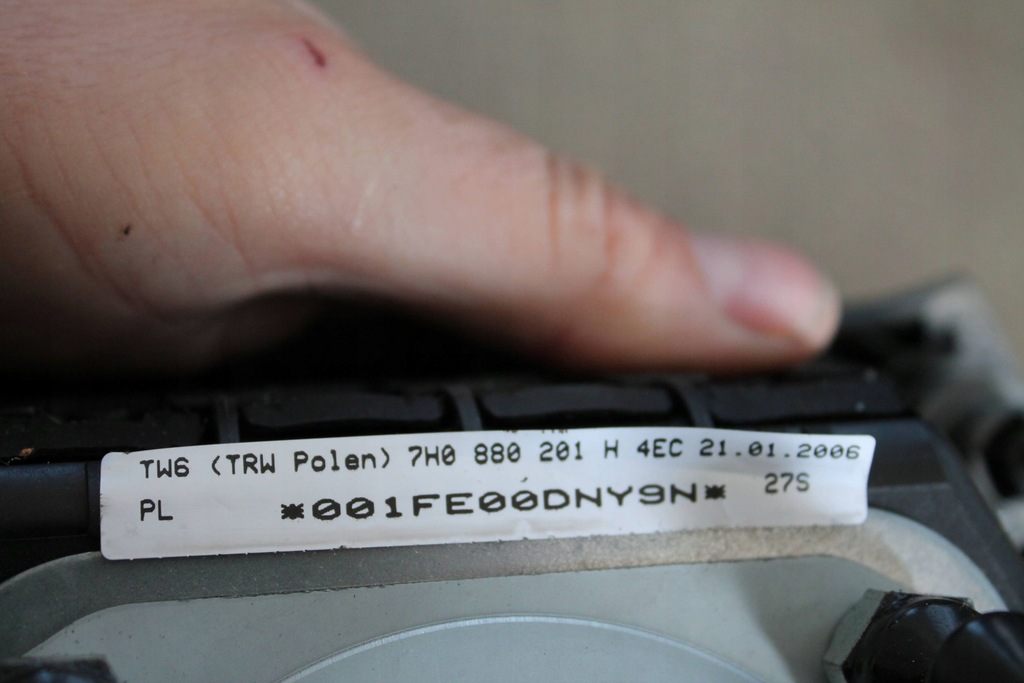 TW6 (TRW Polen) 7H0 880 201 H 4EC 21.01.2006
PL *001FE00DNY9N* 27S